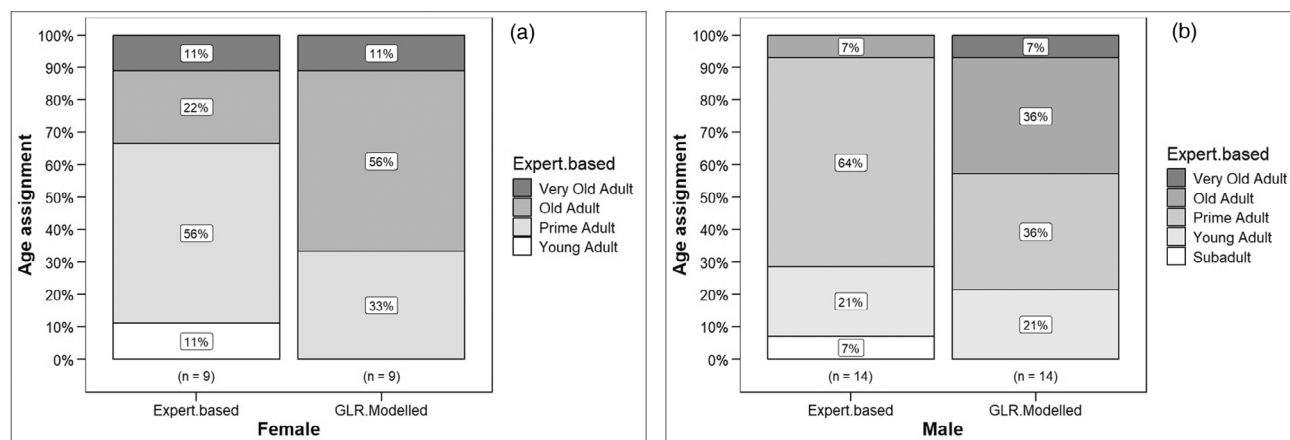 (a)
Age assignment
100%
90%
80%
70%
60%
50%
40%
30%
20%
10%
0%
11%
22%
56%
11%
11%
56%
33%
(n = 9)
(n = 9)
Expert.based
GLR.Modelled
Female
Expert.based
Very Old Adult
Old Adult
Prime Adult
Young Adult
(b)
Age assignment
100%
90%
80%
70%
60%
50%
40%
30%
20%
10%
0%
7%
64%
21%
7%
7%
36%
36%
21%
(n = 14)
(n = 14)
Expert.based
GLR.Modelled
Male
Expert.based
Very Old Adult
Old Adult
Prime Adult
Young Adult
Subadult